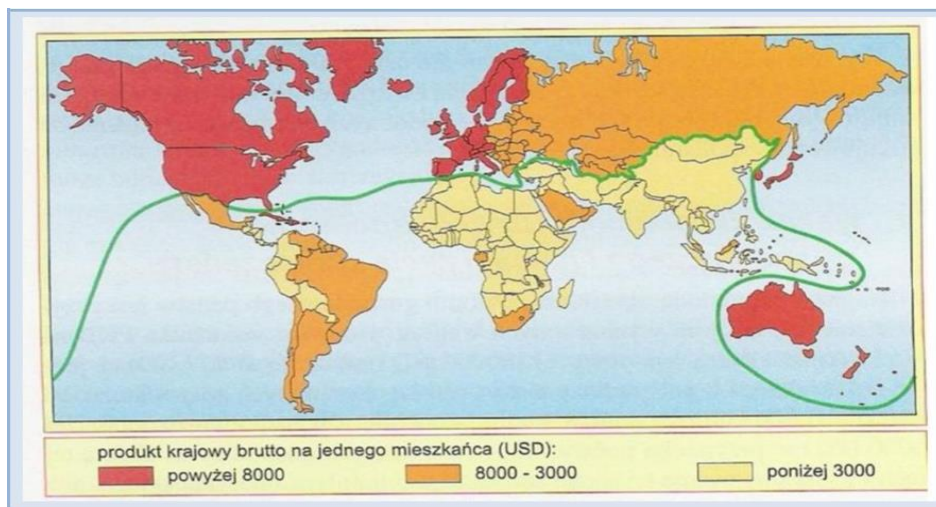 produkt krajowy brutto na jednego mieszkańca (USD):
powyżej 8000 8000 - 3000 poniżej 3000